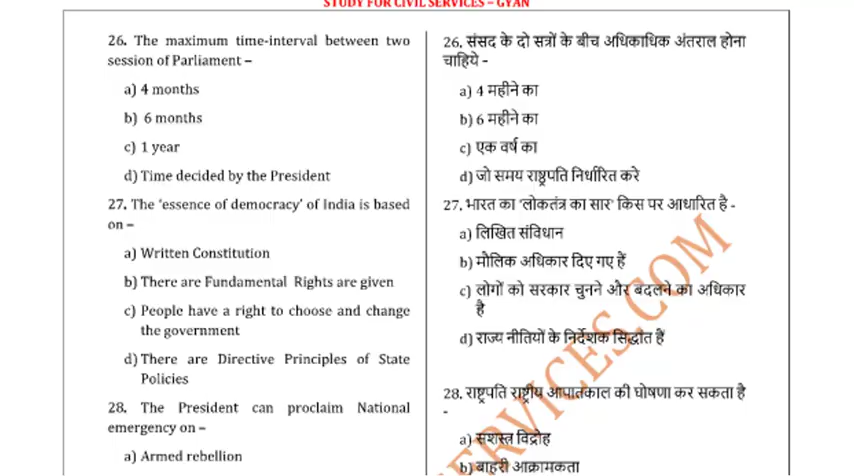 STUDY FOR CIVIL SERVICES – GYAN
26. The maximum time-interval between two
session of Parliament –
a) 4 months
b) 6 months
c) 1 year
d) Time decided by the President
27. The ‘essence of democracy’ of India is based
on –
a) Written Constitution
b) There are Fundamental Rights are given
c) People have a right to choose and change
the government
d) There are Directive Principles of State
Policies
28. The President can proclaim National
emergency on –
a) Armed rebellion
26. संसद के दो सत्रों के बीच अधिकाधिक अंतराल होना
चाहिये -
a) 4 महीने का
b) 6 महीने का
c) एक वर्ष का
d) जो समय राष्ट्रपति निर्धारित करे
27. भारत का 'लोकतंत्र का सार' किस पर आधारित है -
a) लिखित संविधान
b) मौलिक अधिकार दिए गए हैं
c) लोगों को सरकार चुनने और बदलने का अधिकार
है
d) राज्य नीतियों के निर्देशक सिद्धांत हैं
28. राष्ट्रपति राष्ट्रीय आपातकाल की घोषणा कर सकता है
-
a) सशस्त्र विद्रोह
b) बाहरी आक्रामकता
SERVICES.COM